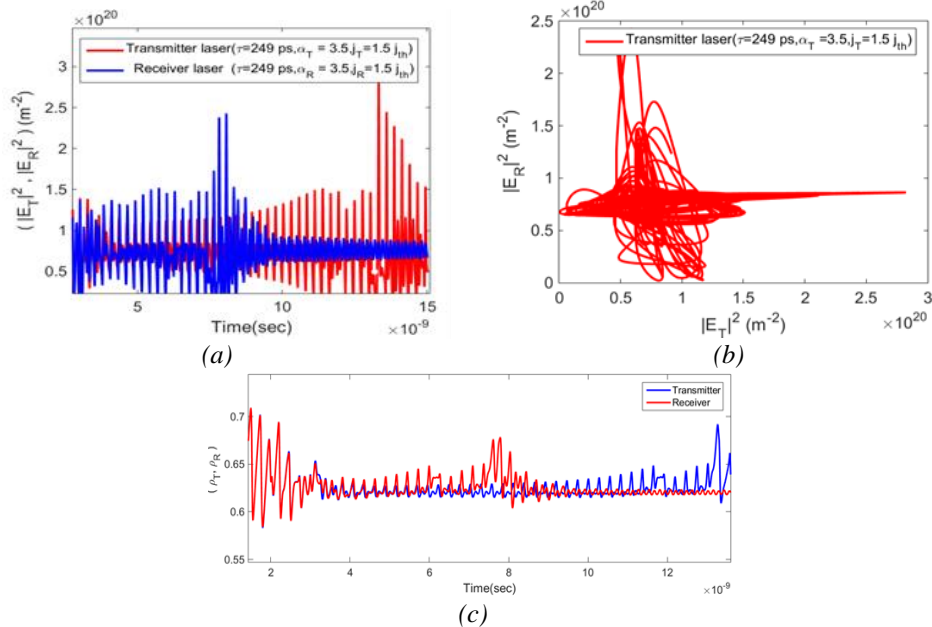 ×10^20
3
2.5
2
1.5
1
0.5
( |E_T|^2 , |E_R|^2 ) (m^-2)
Transmitter laser(τ=249 ps,α_T = 3.5,j_T=1.5 j_th)
Receiver laser (τ=249 ps,α_R = 3.5,j_R=1.5 j_th)
5
10
15
Time(sec)
×10^-9
(a)
×10^20
2.5
2
1.5
1
0.5
0
|E_R|^2 (m^-2)
Transmitter laser(τ=249 ps,α_T = 3.5,j_T=1.5 j_th)
0
0.5
1
1.5
2
2.5
3
|E_T|^2 (m^-2)
×10^20
(b)
0.7
0.65
0.6
0.55
( ρ_T, ρ_R )
Transmitter
Receiver
2
4
6
8
10
12
Time(sec)
×10^-9
(c)